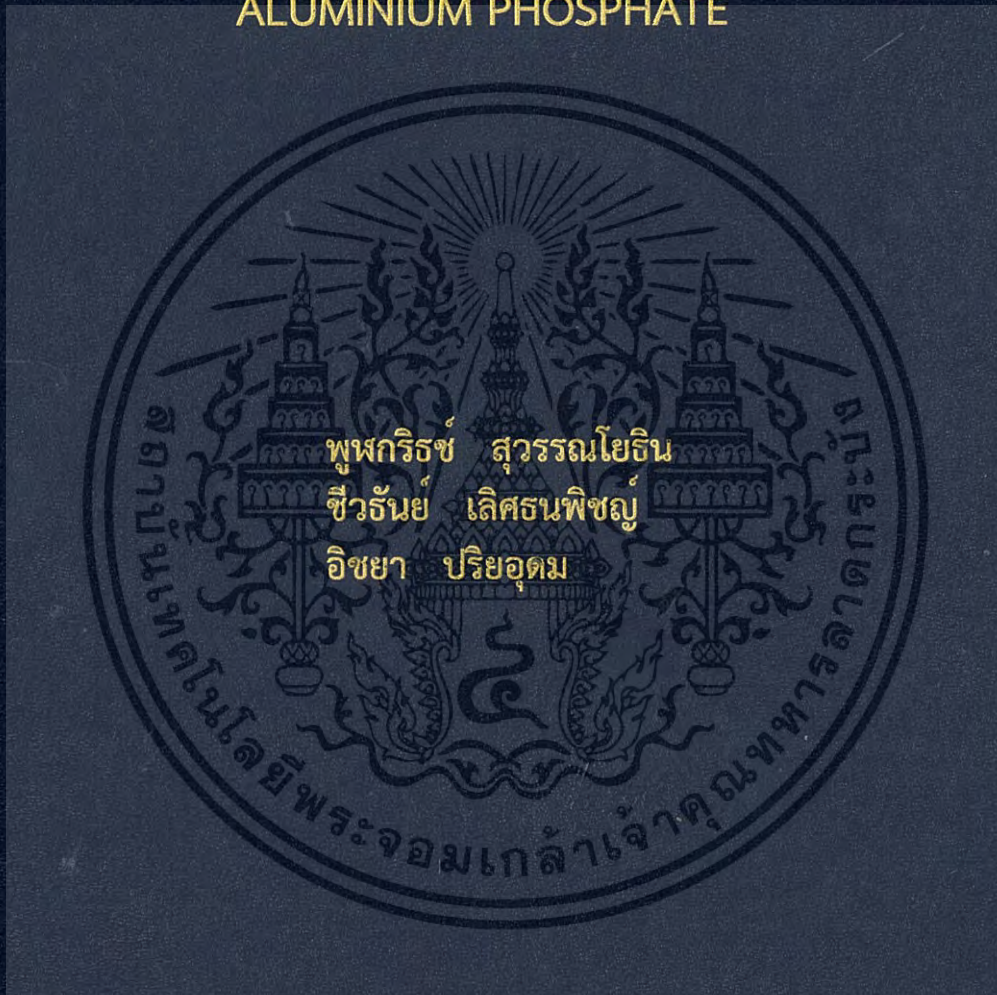 ALUMINIUM PHOSPHATE
พูหกริธช์ สุวรรณโยธิน
ชีวธันย์ เลิศธนพิชญ์
อิชยา ปริยอุดม
สถาบันเทคโนโลยีพระจอมเกล้าเจ้าคุณทหารลาดกระบัง